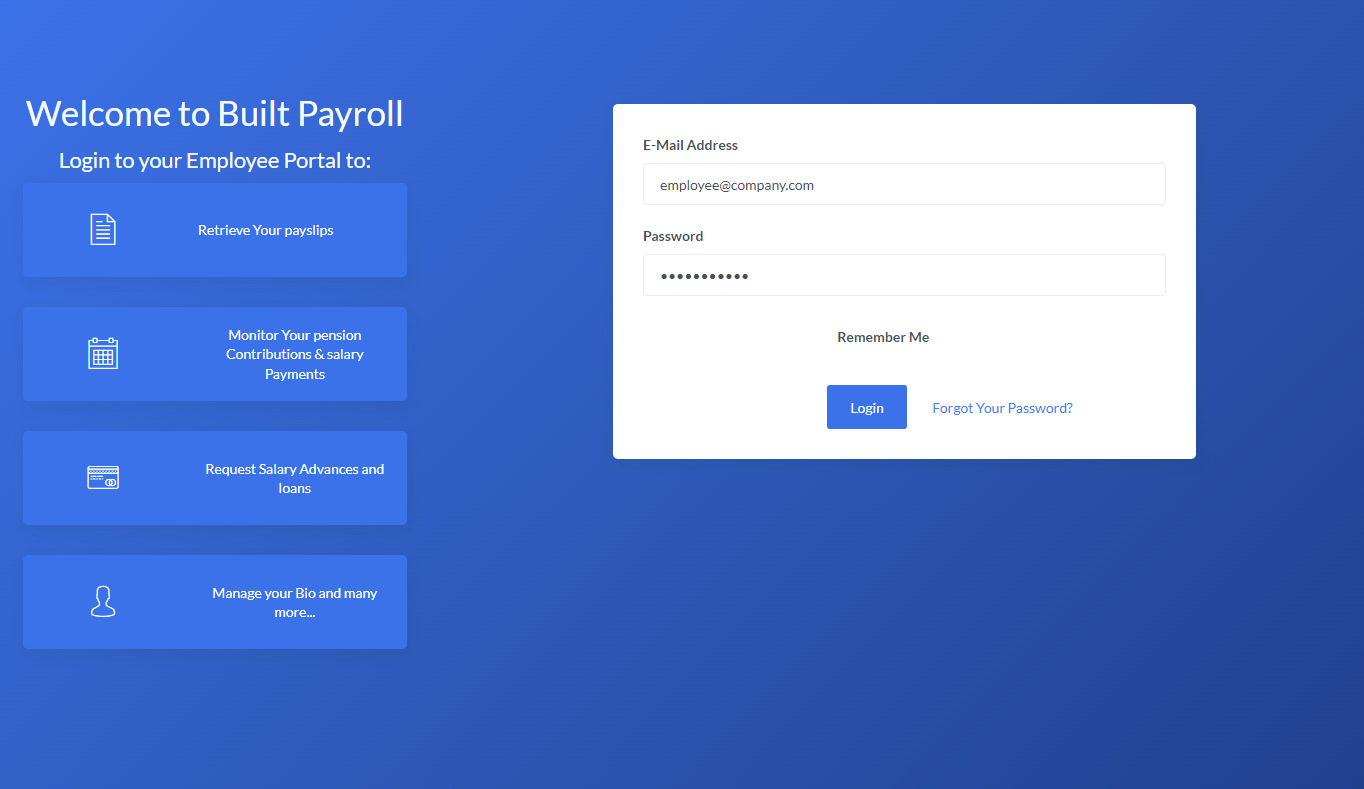 Welcome to Built Payroll
Login to your Employee Portal to:
Retrieve Your payslips
Monitor Your pension
Contributions & salary
Payments
Request Salary Advances and
loans
Manage your Bio and many
more...
E-Mail Address
employee@company.com
Password
•••••••••••
Remember Me
Login
Forgot Your Password?